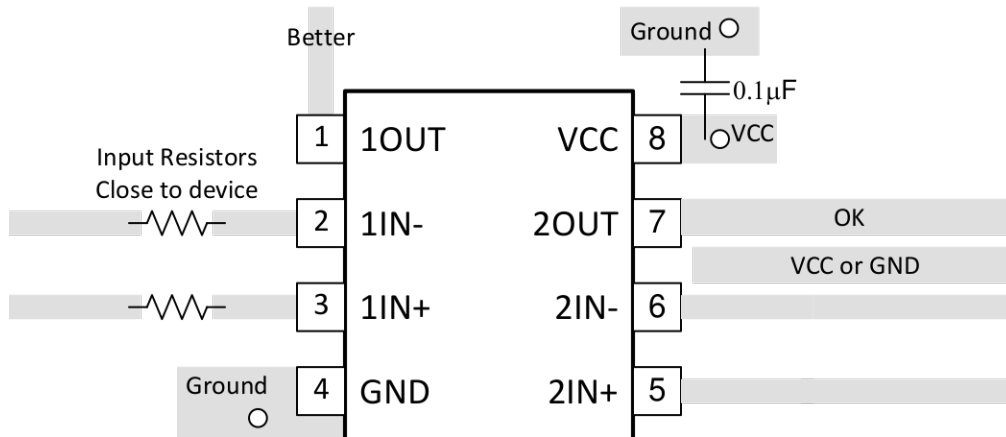 Better
Ground
0.1µF
1 1OUT VCC 8 VCC
Input Resistors
Close to device
2 1IN- 2OUT 7 OK
VCC or GND
3 1IN+ 2IN- 6
Ground
4 GND 2IN+ 5